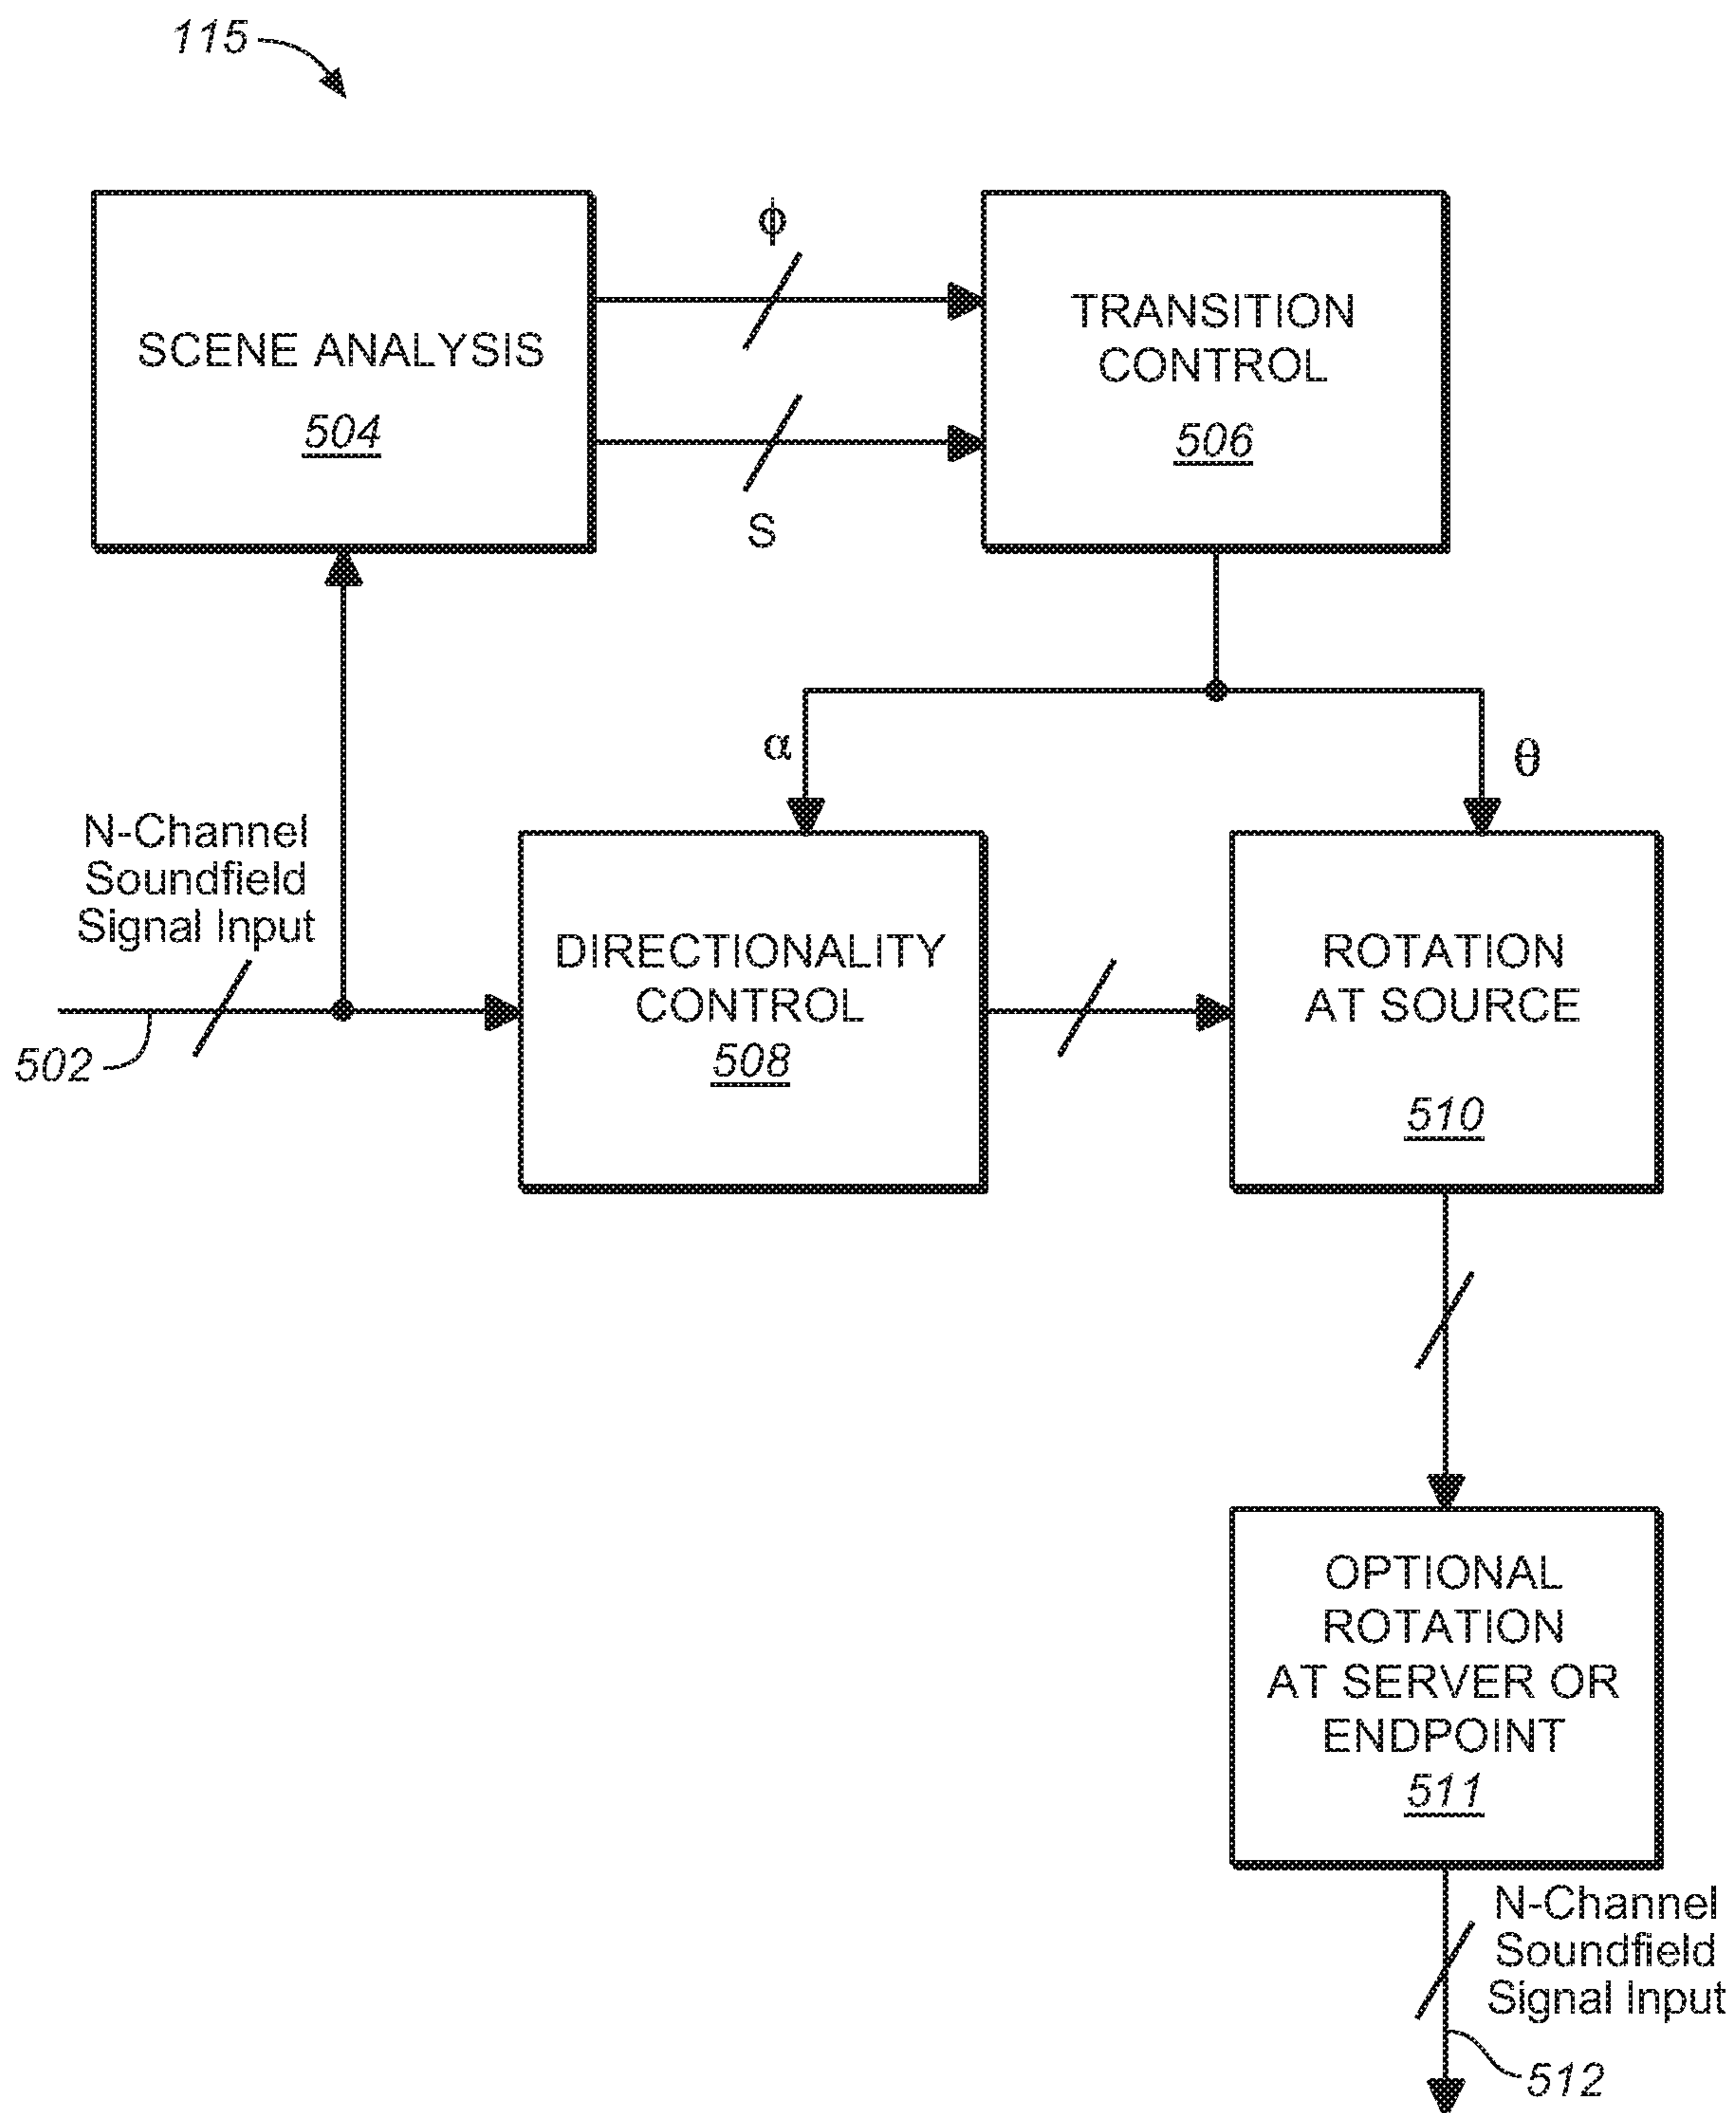 115
ϕ
SCENE ANALYSIS
504
TRANSITION
CONTROL
506
S
α
θ
N-Channel
Soundfield
Signal Input
502
DIRECTIONALITY
CONTROL
508
ROTATION
AT SOURCE
510
OPTIONAL
ROTATION
AT SERVER OR
ENDPOINT
511
N-Channel
Soundfield
Signal Input
512